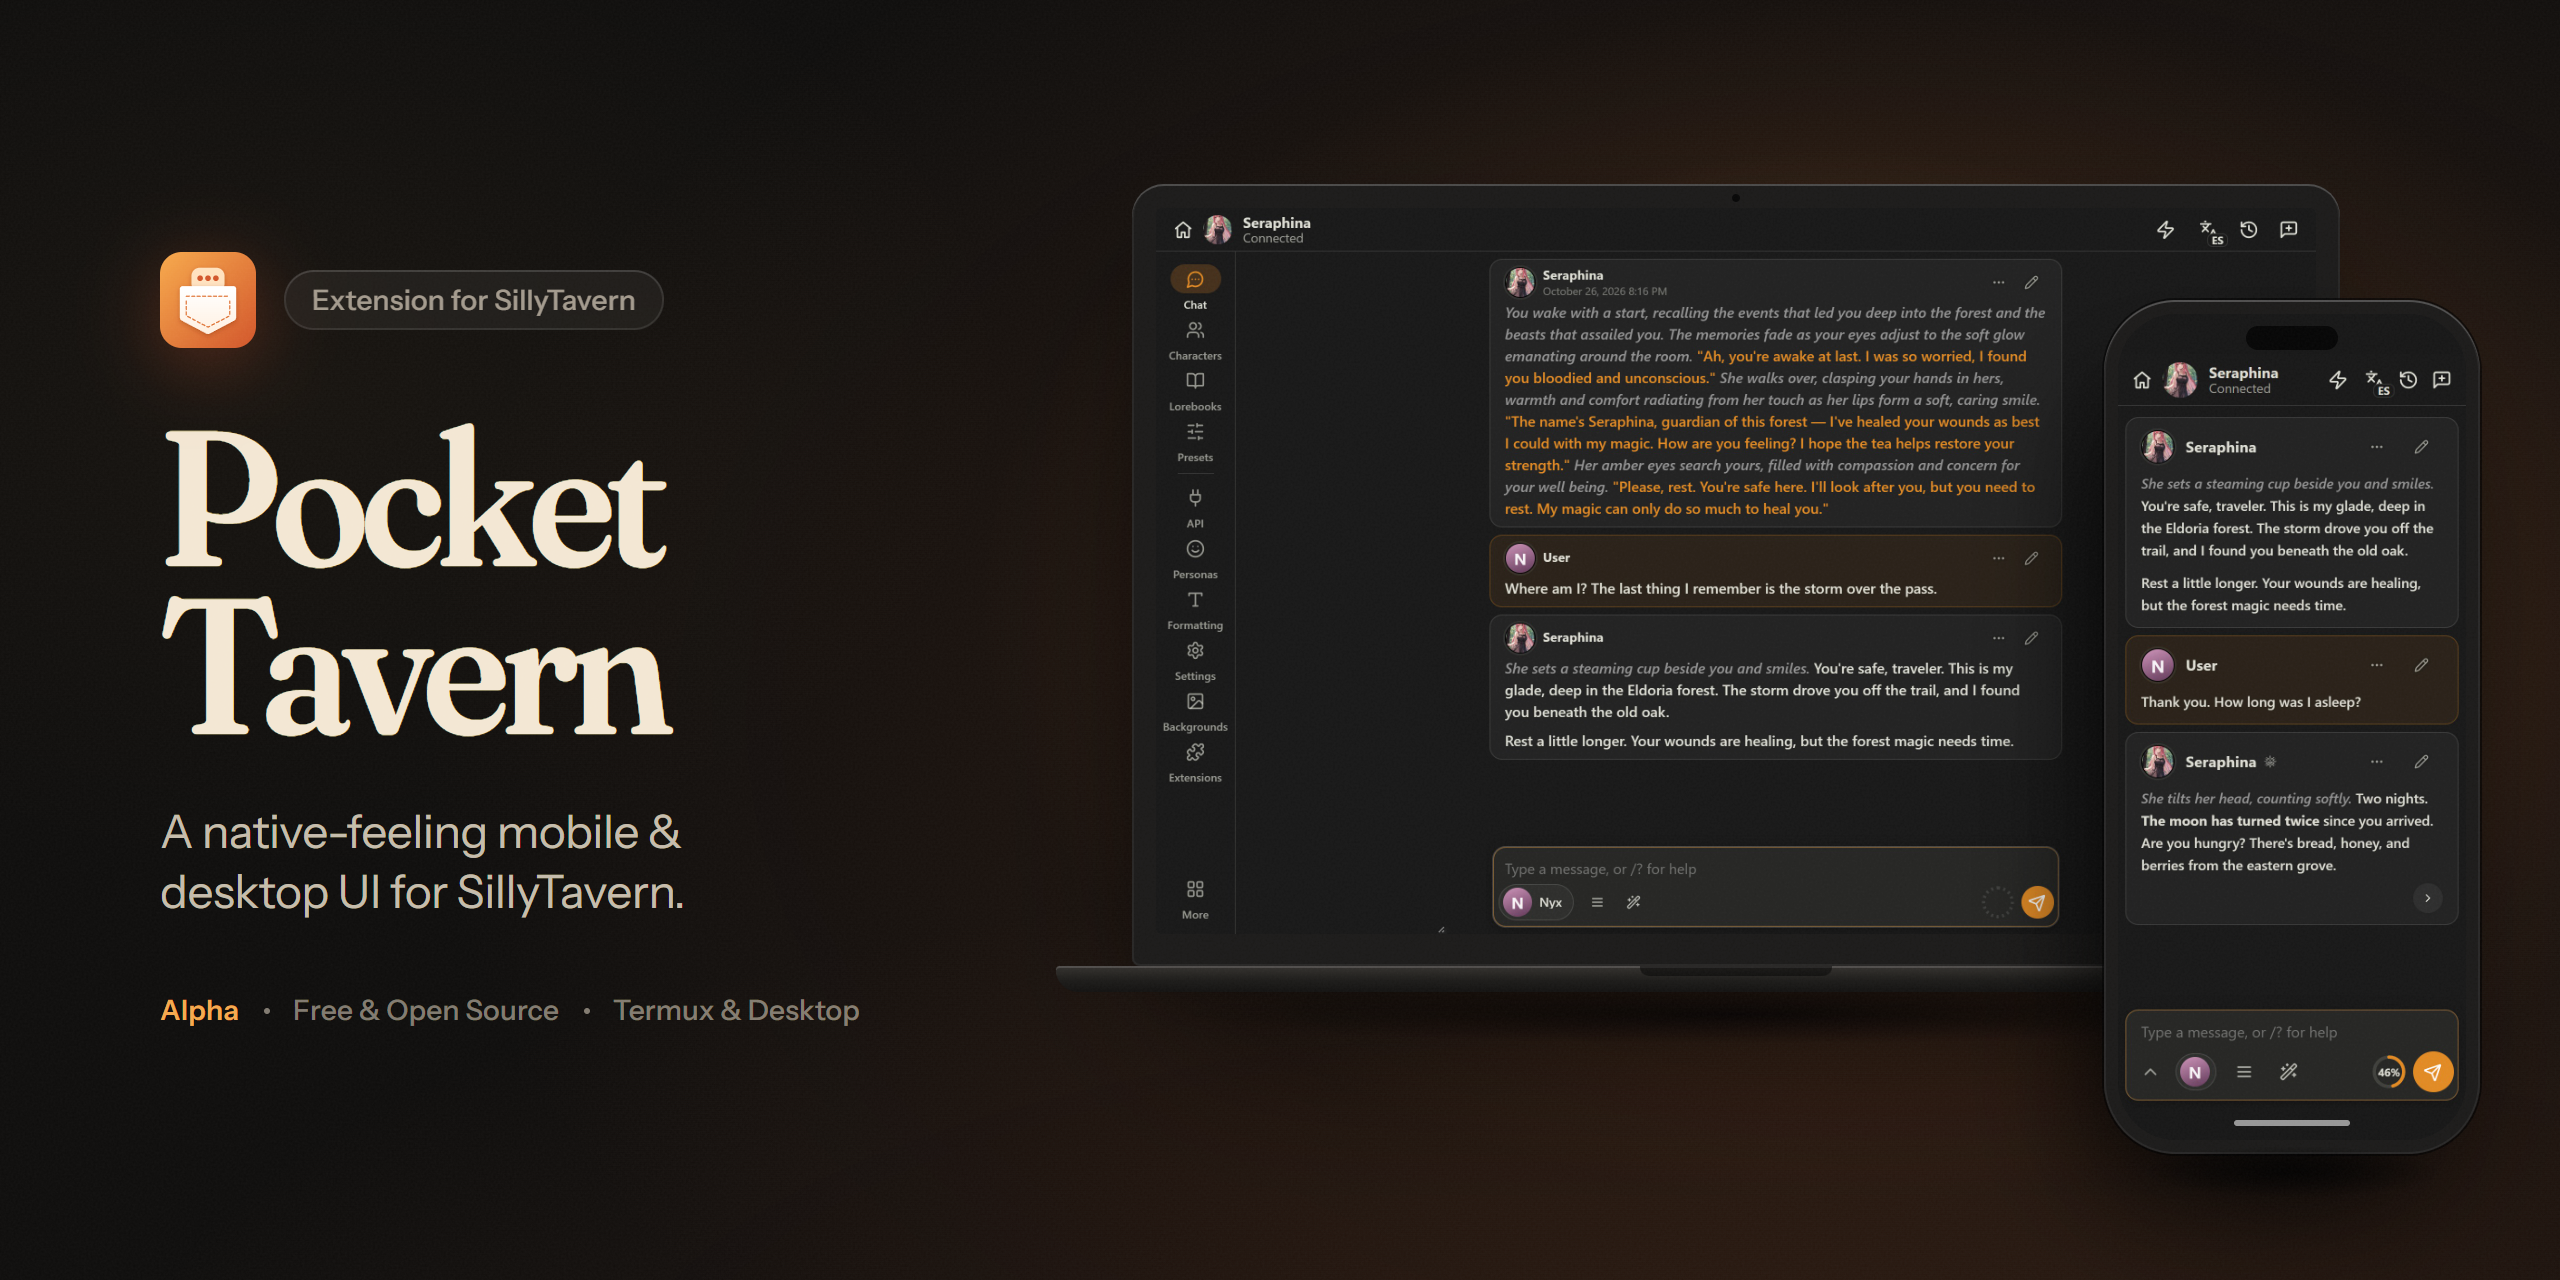 Extension for SillyTavern
Pocket
Tavern
A native-feeling mobile &
desktop UI for SillyTavern.
Alpha • Free & Open Source • Termux & Desktop
Seraphina
Connected
ES
Chat
Characters
Lorebooks
Presets
API
Personas
Formatting
Settings
Backgrounds
Extensions
More
Seraphina
October 26, 2026 8:16 PM
You wake with a start, recalling the events that led you deep into the forest and the
beasts that assailed you. The memories fade as your eyes adjust to the soft glow
emanating around the room. "Ah, you're awake at last. I was so worried, I found
you bloodied and unconscious." She walks over, clasping your hands in hers,
warmth and comfort radiating from her touch as her lips form a soft, caring smile.
"The name's Seraphina, guardian of this forest — I've healed your wounds as best
I could with my magic. How are you feeling? I hope the tea helps restore your
strength." Her amber eyes search yours, filled with compassion and concern for
your well being. "Please, rest. You're safe here. I'll look after you, but you need to
rest. My magic can only do so much to heal you."
N
User
Where am I? The last thing I remember is the storm over the pass.
Seraphina
She sets a steaming cup beside you and smiles. You're safe, traveler. This is my
glade, deep in the Eldoria forest. The storm drove you off the trail, and I found
you beneath the old oak.
Rest a little longer. Your wounds are healing, but the forest magic needs time.
Type a message, or /? for help
N Nyx
Seraphina
Connected
ES
Seraphina
She sets a steaming cup beside you and smiles.
You're safe, traveler. This is my glade, deep in
the Eldoria forest. The storm drove you off the
trail, and I found you beneath the old oak.
Rest a little longer. Your wounds are healing,
but the forest magic needs time.
N
User
Thank you. How long was I asleep?
Seraphina
She tilts her head, counting softly. Two nights.
The moon has turned twice since you arrived.
Are you hungry? There's bread, honey, and
berries from the eastern grove.
Type a message, or /? for help
N
46%